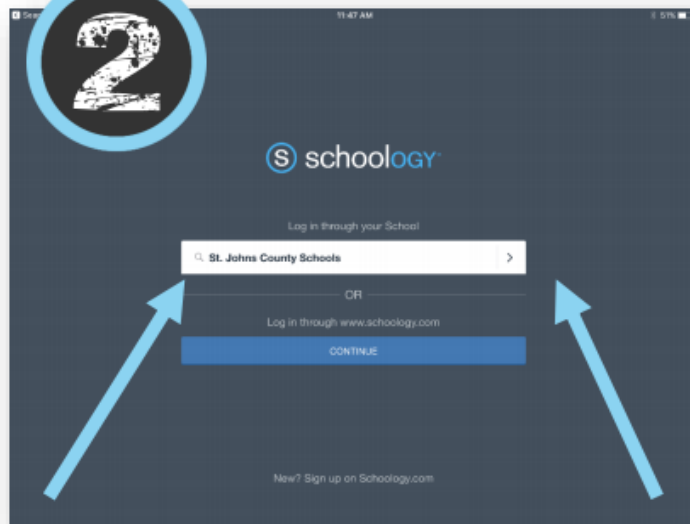 2
11:47 AM
51%
S schoology
Log in through your School
St. Johns County Schools
OR
Log in through www.schoology.com
CONTINUE
New? Sign up on Schoology.com